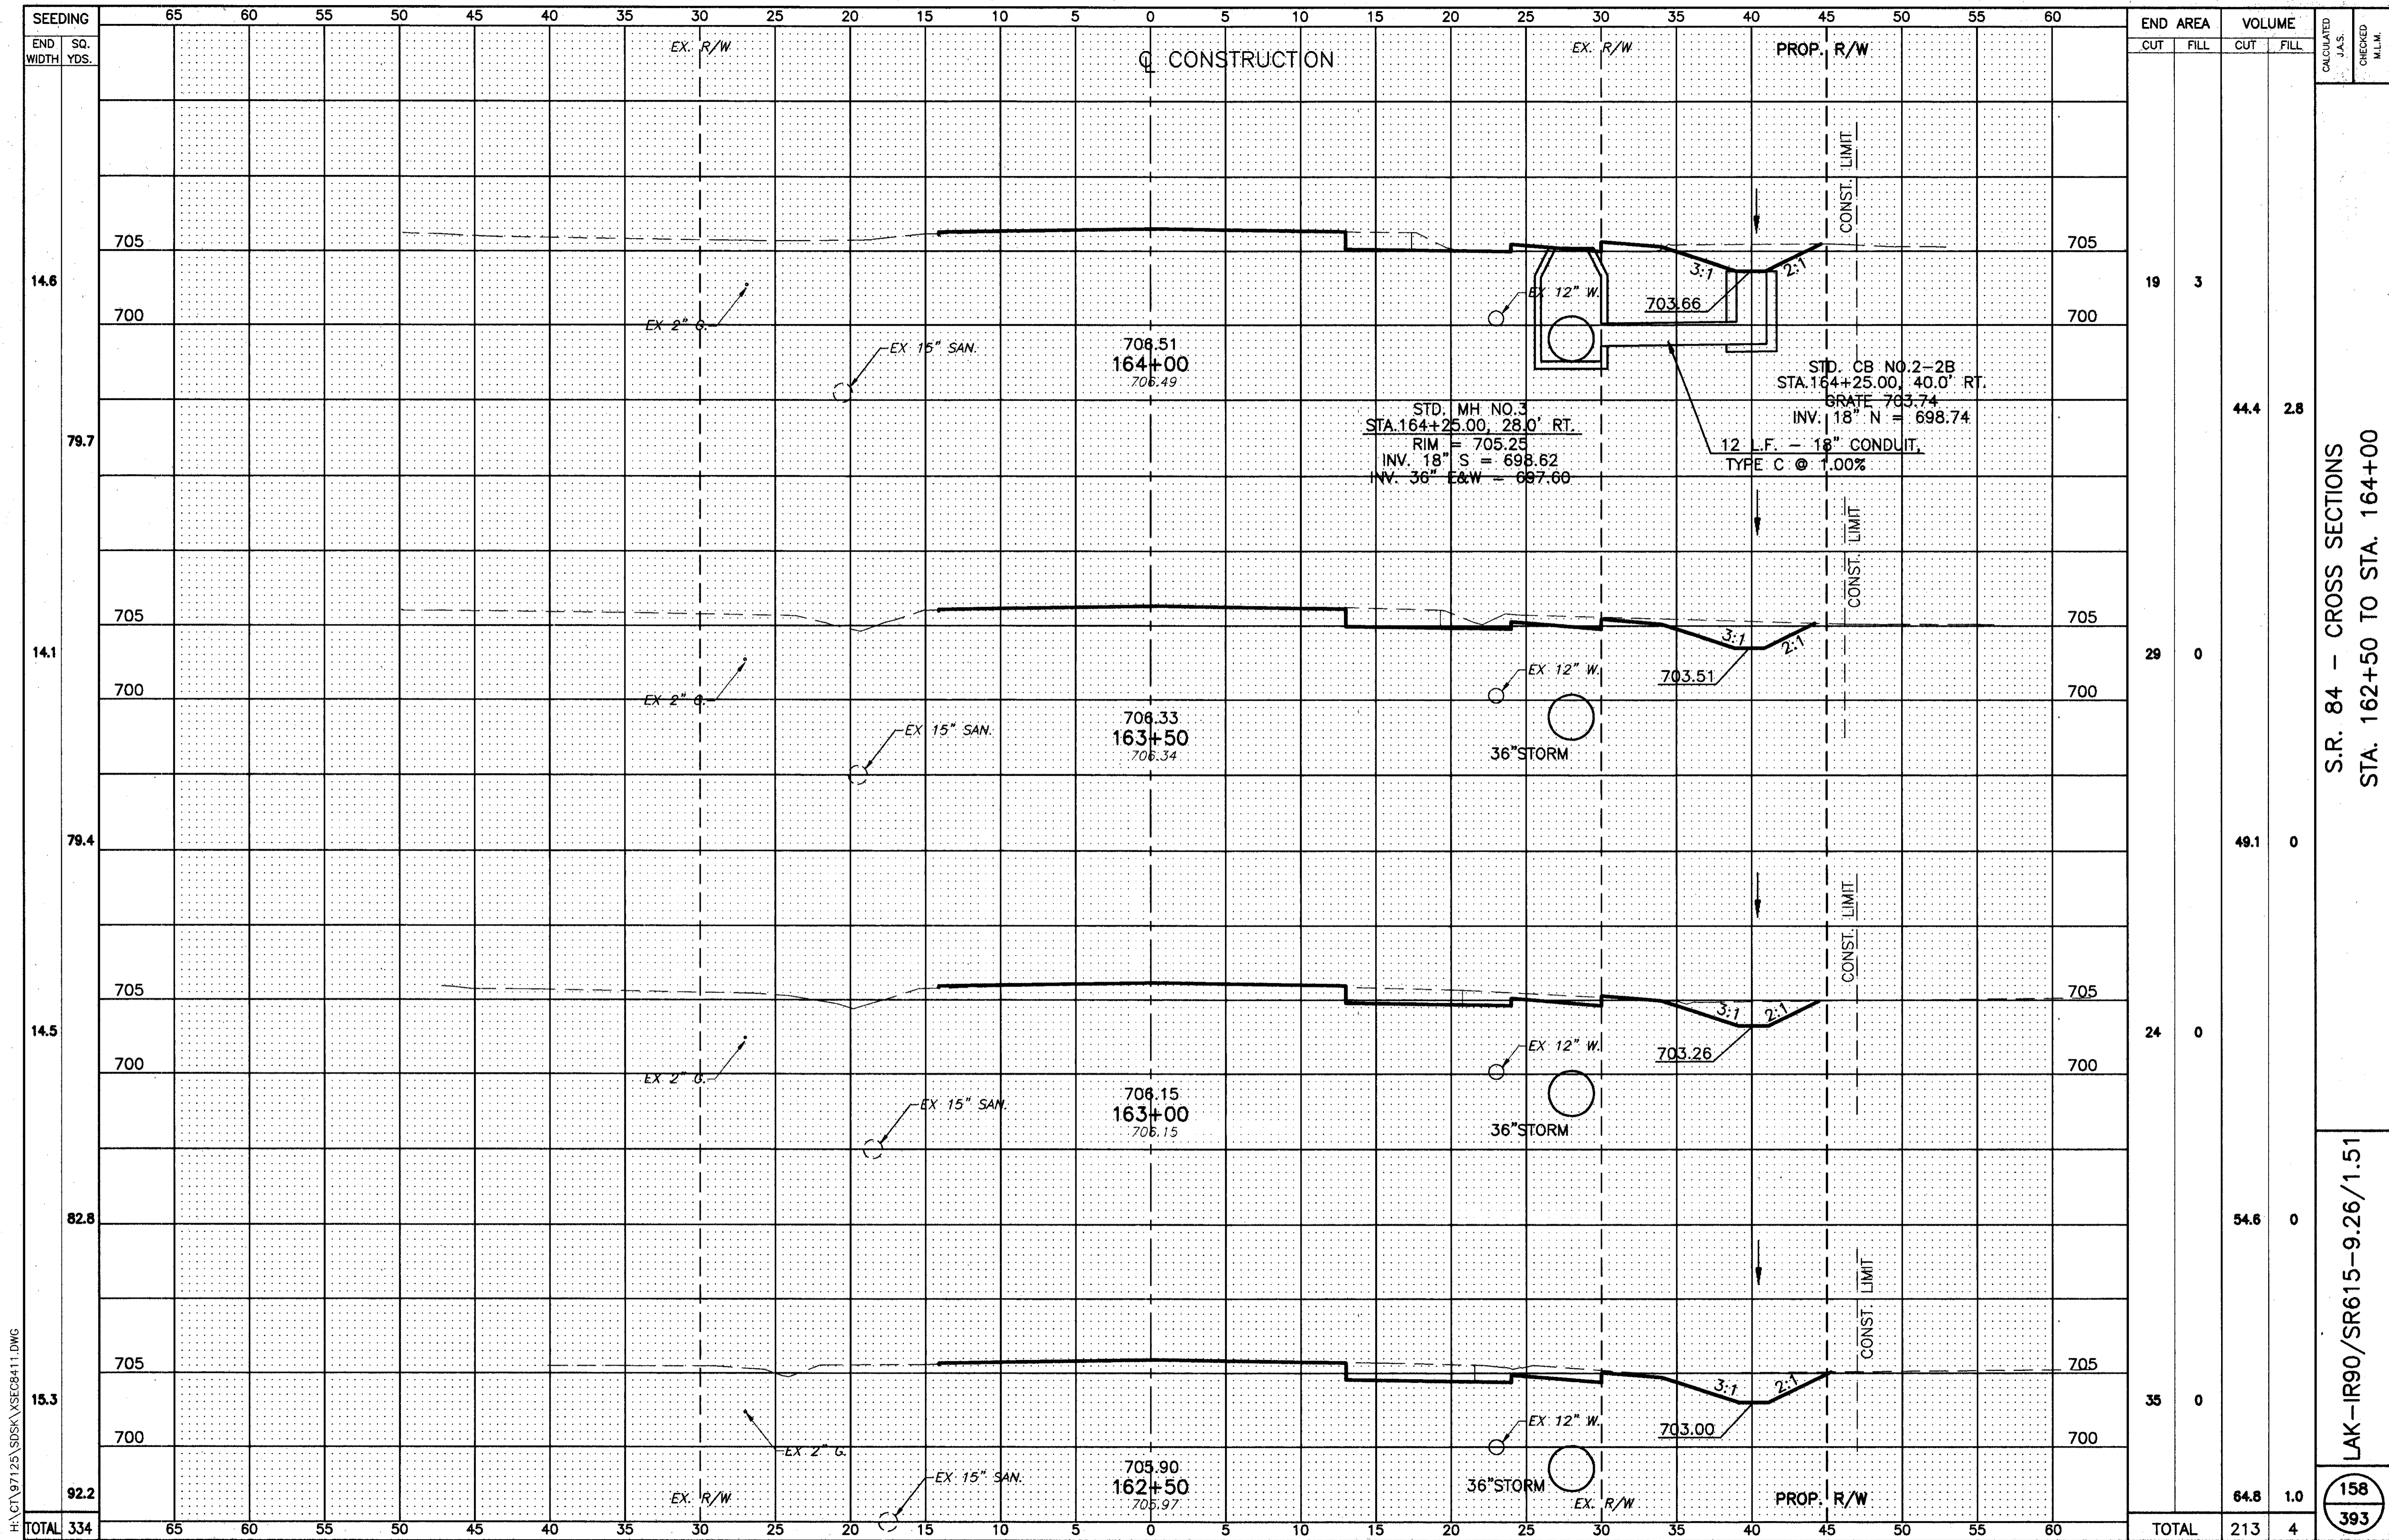 SEEDING
END WIDTH
SQ. YDS.
65 60 55 50 45 40 35 30 25 20 15 10 5 0 5 10 15 20 25 30 35 40 45 50 55 60
END AREA
VOLUME
CUT FILL CUT FILL
CALCULATED
J.A.S.
CHECKED
M.L.M.
EX. R/W
℄ CONSTRUCTION
EX. R/W
PROP. R/W
CONST. LIMIT
705
705
3:1
2:1
14.6
19 3
EX 12" W.
703.66
700
EX 2" G.
700
EX 15" SAN.
706.51
164+00
706.49
STD. CB NO.2-2B
STA.164+25.00, 40.0' RT.
GRATE 703.74
INV. 18" N = 698.74
STD. MH NO.3
STA.164+25.00, 28.0' RT.
RIM = 705.25
INV. 18" S = 698.62
INV. 36" E&W = 697.60
12 L.F. - 18" CONDUIT,
TYPE C @ 1.00%
79.7
44.4 2.8
CONST. LIMIT
705
705
3:1
2:1
14.1
29 0
EX 12" W.
703.51
700
EX 2" G.
700
EX 15" SAN.
706.33
163+50
706.34
36"STORM
79.4
49.1 0
CONST. LIMIT
705
705
3:1
2:1
14.5
24 0
EX 12" W.
703.26
700
EX 2" G.
700
EX 15" SAN.
706.15
163+00
706.15
36"STORM
82.8
54.6 0
CONST. LIMIT
705
705
3:1
2:1
15.3
35 0
EX 12" W.
703.00
700
EX 2" G.
700
EX 15" SAN.
705.90
162+50
705.97
36"STORM
EX. R/W
EX. R/W
PROP. R/W
92.2
64.8 1.0
TOTAL 334
65 60 55 50 45 40 35 30 25 20 15 10 5 0 5 10 15 20 25 30 35 40 45 50 55 60
TOTAL 213 4
S.R. 84 - CROSS SECTIONS
STA. 162+50 TO STA. 164+00
LAK-IR90/SR615-9.26/1.51
158
393
H:\CT\97125\SDSK\XSEC8411.DWG